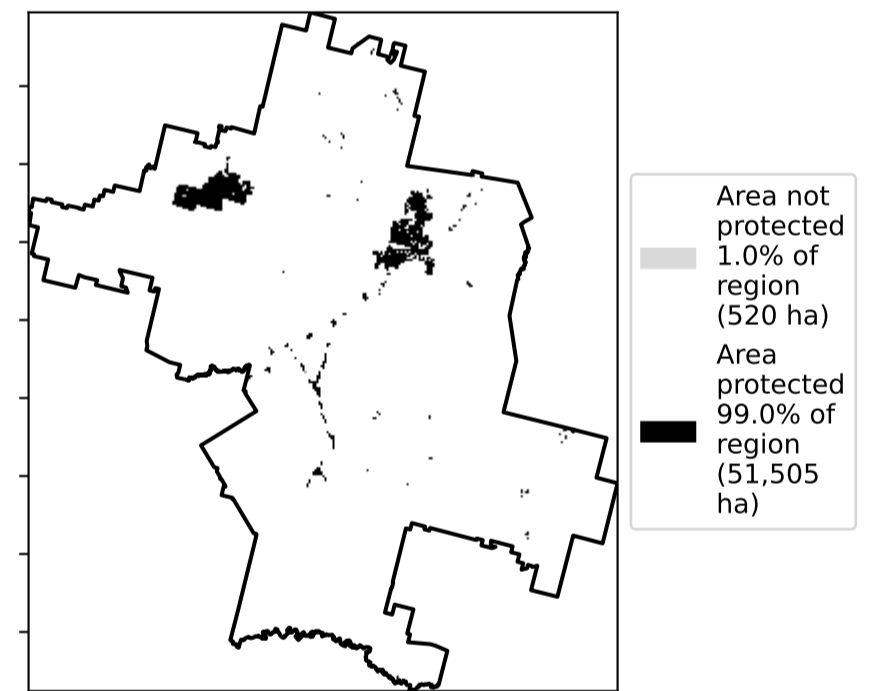 Area not
protected
1.0% of
region
(520 ha)
Area
protected
99.0% of
region
(51,505
ha)